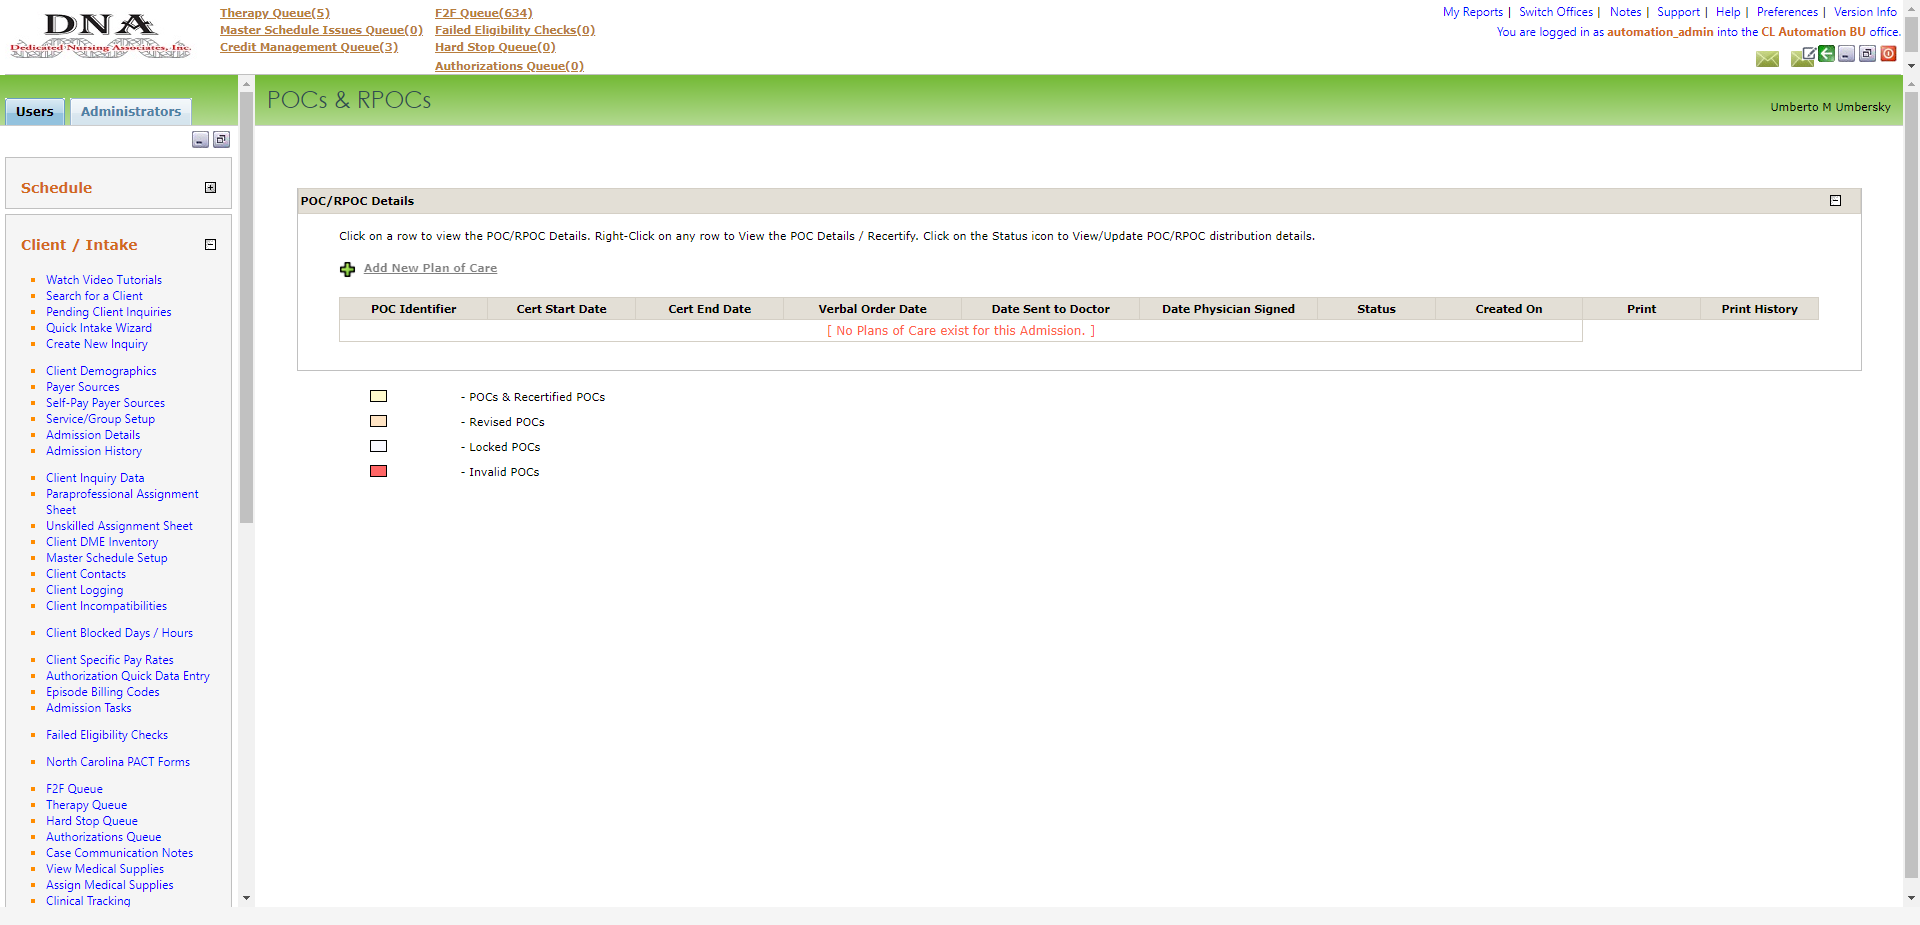 DNA
Dedicated Nursing Associates, Inc.
Therapy Queue(5)
Master Schedule Issues Queue(0)
Credit Management Queue(3)
F2F Queue(634)
Failed Eligibility Checks(0)
Hard Stop Queue(0)
Authorizations Queue(0)
My Reports | Switch Offices | Notes | Support | Help | Preferences | Version Info
You are logged in as automation_admin into the CL Automation BU office.
Users
Administrators
POCs & RPOCs
Umberto M Umbersky
Schedule
Client / Intake
Watch Video Tutorials
Search for a Client
Pending Client Inquiries
Quick Intake Wizard
Create New Inquiry
Client Demographics
Payer Sources
Self-Pay Payer Sources
Service/Group Setup
Admission Details
Admission History
Client Inquiry Data
Paraprofessional Assignment
Sheet
Unskilled Assignment Sheet
Client DME Inventory
Master Schedule Setup
Client Contacts
Client Logging
Client Incompatibilities
Client Blocked Days / Hours
Client Specific Pay Rates
Authorization Quick Data Entry
Episode Billing Codes
Admission Tasks
Failed Eligibility Checks
North Carolina PACT Forms
F2F Queue
Therapy Queue
Hard Stop Queue
Authorizations Queue
Case Communication Notes
View Medical Supplies
Assign Medical Supplies
Clinical Tracking
POC/RPOC Details
Click on a row to view the POC/RPOC Details. Right-Click on any row to View the POC Details / Recertify. Click on the Status icon to View/Update POC/RPOC distribution details.
Add New Plan of Care
POC Identifier Cert Start Date Cert End Date Verbal Order Date Date Sent to Doctor Date Physician Signed Status Created On Print Print History
[ No Plans of Care exist for this Admission. ]
- POCs & Recertified POCs
- Revised POCs
- Locked POCs
- Invalid POCs